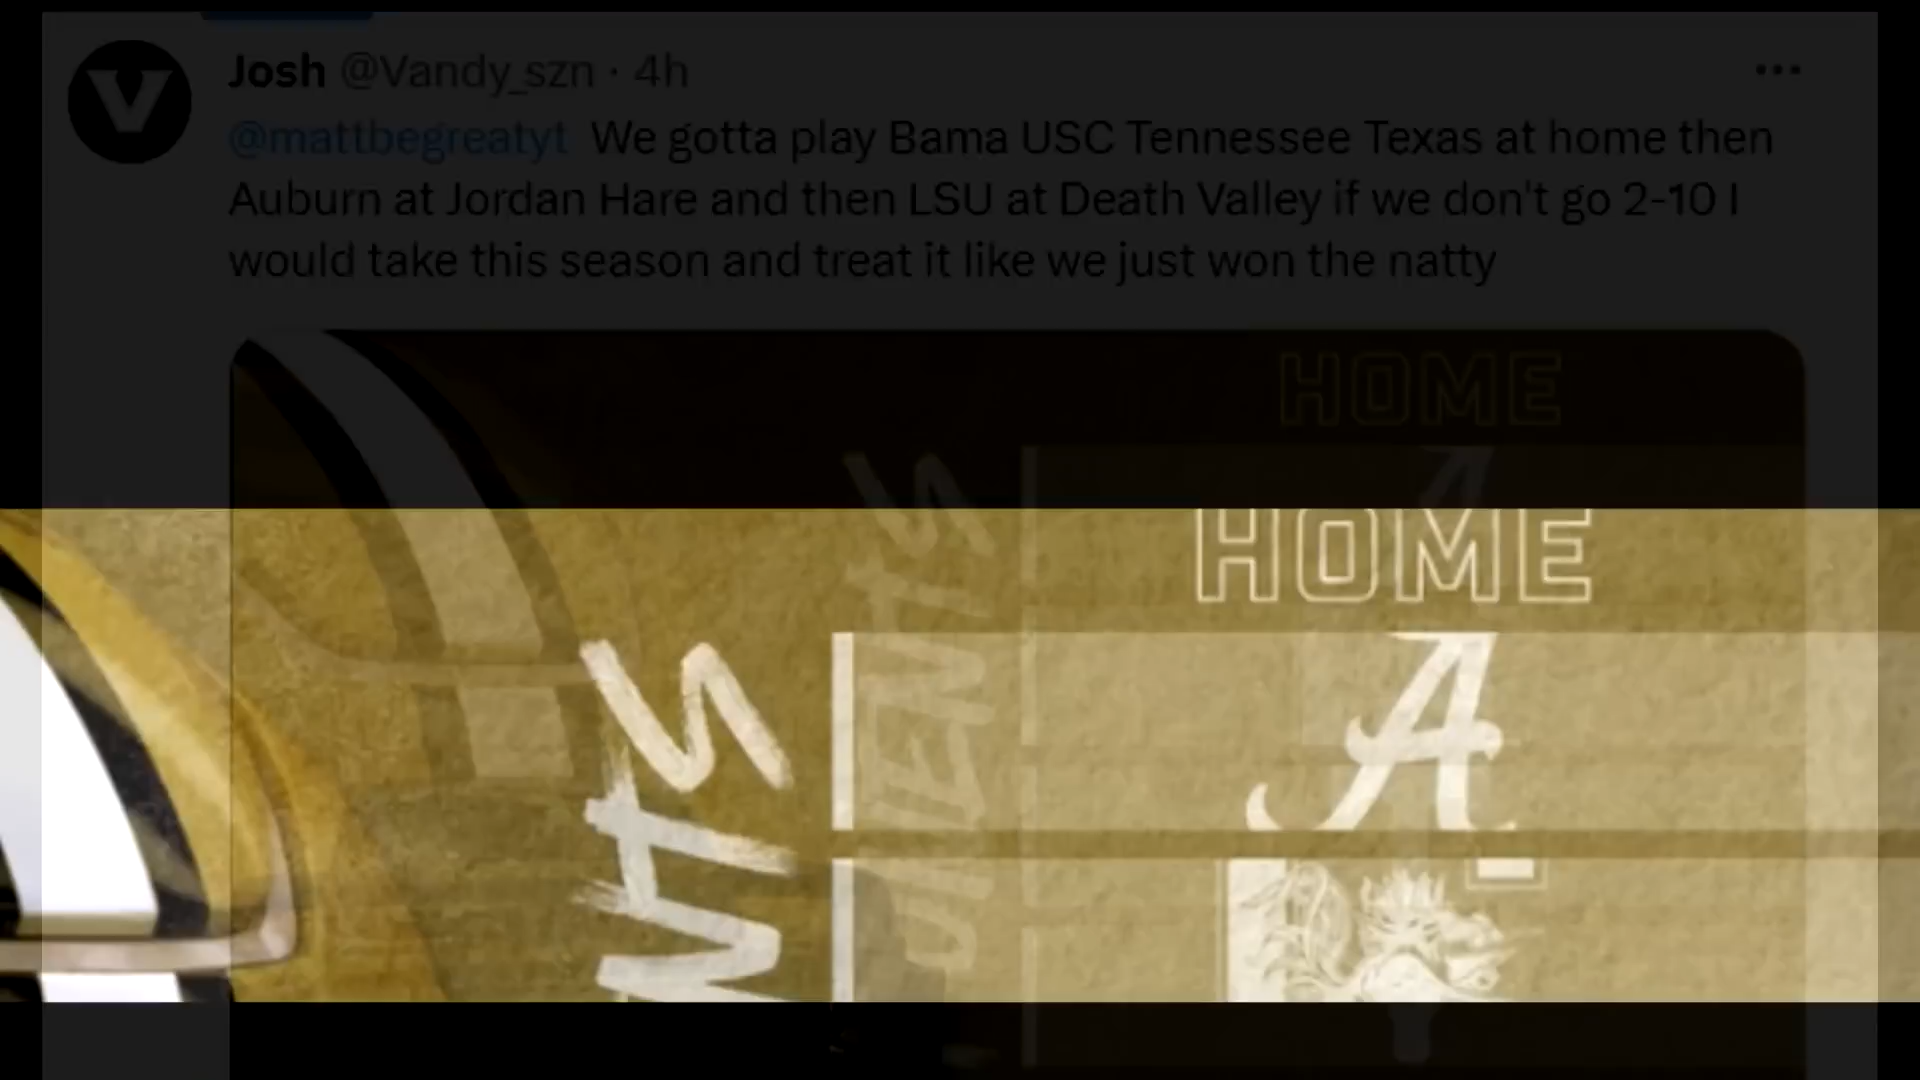 Josh @Vandy_szn · 4h
@mattbegreatyt We gotta play Bama USC Tennessee Texas at home then
Auburn at Jordan Hare and then LSU at Death Valley if we don't go 2-10 I
would take this season and treat it like we just won the natty
HOME
HOME
A